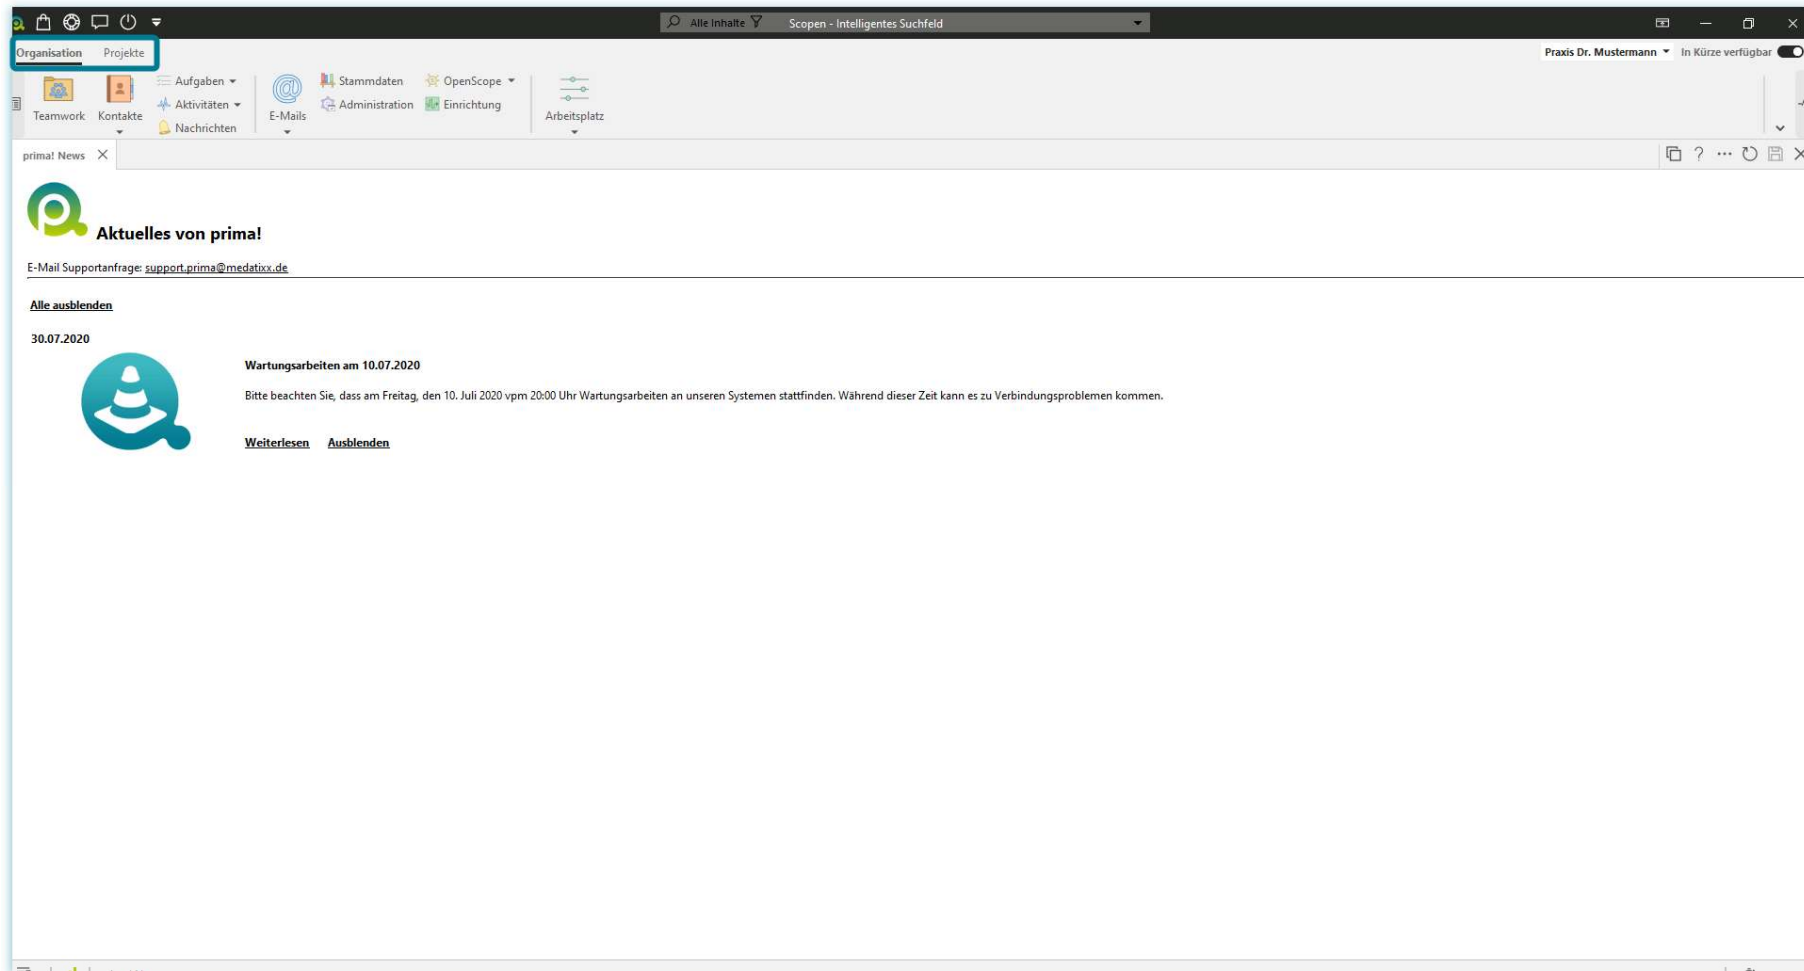 Alle Inhalte Scopen - Intelligentes Suchfeld
Organisation Projekte
Praxis Dr. Mustermann In Kürze verfügbar
Teamwork
Kontakte
Aufgaben
Aktivitäten
Nachrichten
E-Mails
Stammdaten
Administration
OpenScope
Einrichtung
Arbeitsplatz
prima! News
Aktuelles von prima!
E-Mail Supportanfrage: support.prima@medatixx.de
Alle ausblenden
30.07.2020
Wartungsarbeiten am 10.07.2020
Bitte beachten Sie, dass am Freitag, den 10. Juli 2020 vpm 20:00 Uhr Wartungsarbeiten an unseren Systemen stattfinden. Während dieser Zeit kann es zu Verbindungsproblemen kommen.
Weiterlesen Ausblenden